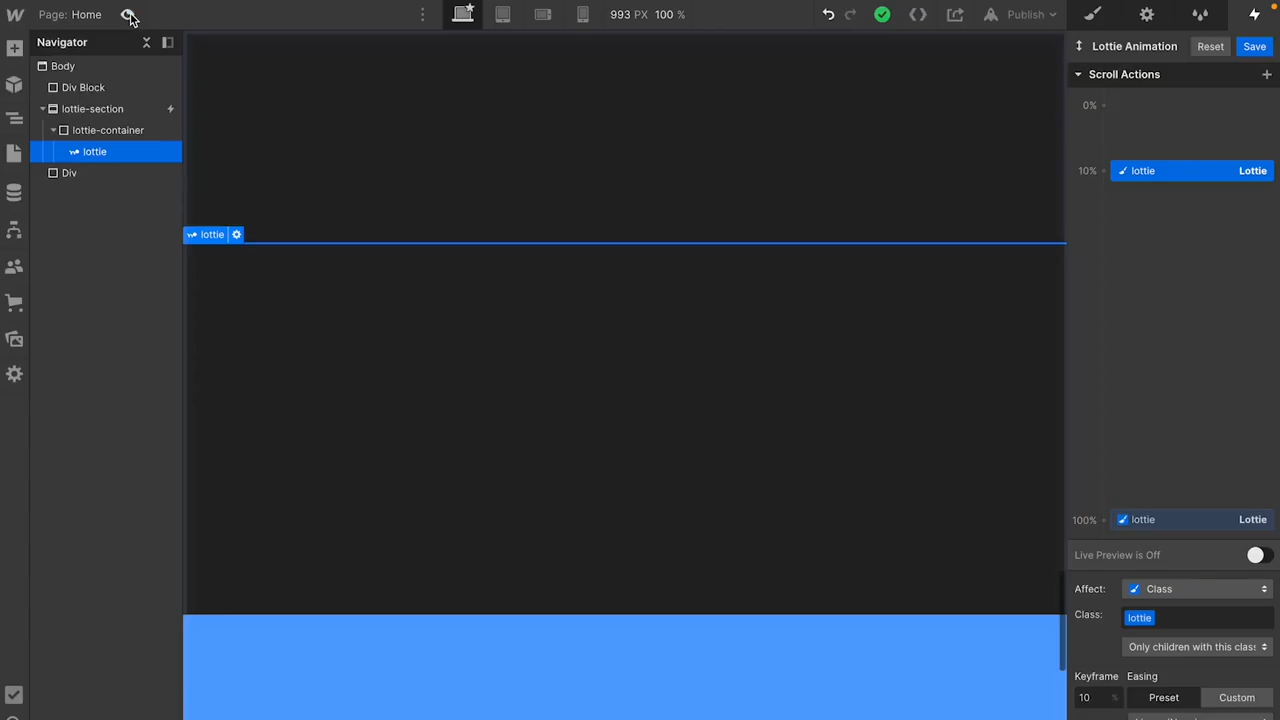 Page: Home
993 PX 100 %
Publish
Navigator
Body
Div Block
lottie-section
lottie-container
lottie
Div
lottie
Lottie Animation
Reset
Save
Scroll Actions
0%
10%
lottie
Lottie
100%
lottie
Lottie
Live Preview is Off
Affect:
Class
Class:
lottie
Only children with this class
Keyframe
Easing
10 %
Preset
Custom